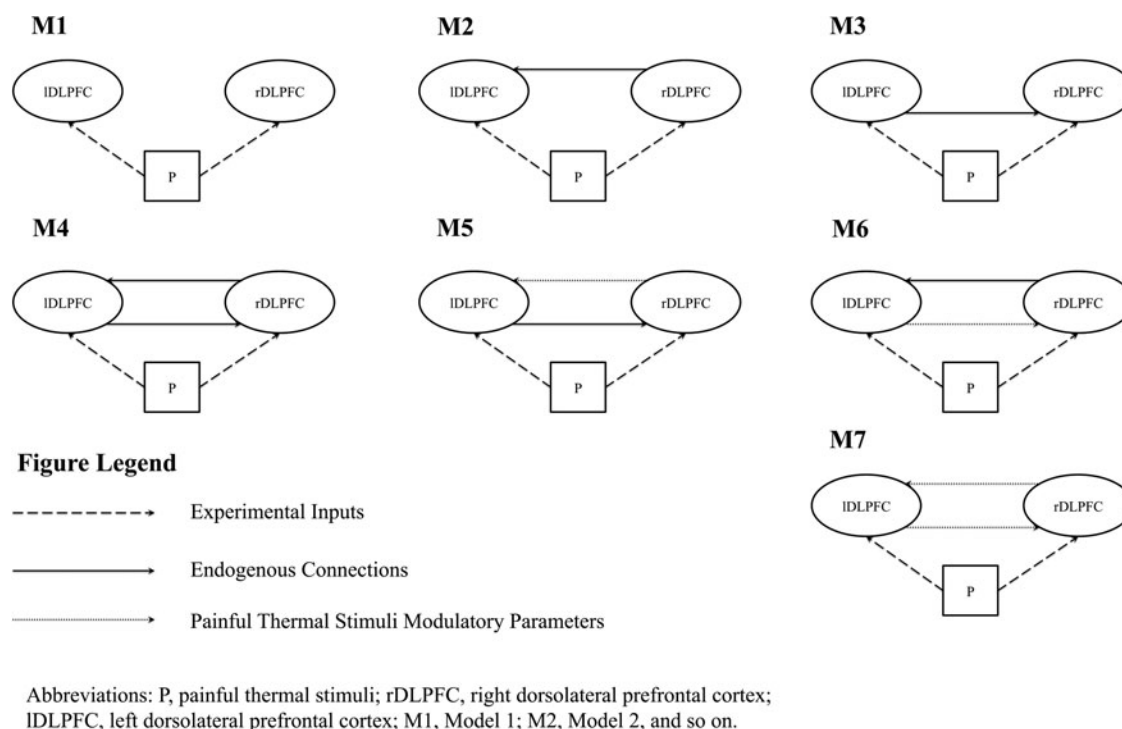 M1
M2
M3
lDLPFC
rDLPFC
lDLPFC
rDLPFC
lDLPFC
rDLPFC
P
P
P
M4
M5
M6
lDLPFC
rDLPFC
lDLPFC
rDLPFC
lDLPFC
rDLPFC
P
P
P
M7
Figure Legend
lDLPFC
rDLPFC
Experimental Inputs
Endogenous Connections
P
Painful Thermal Stimuli Modulatory Parameters
Abbreviations: P, painful thermal stimuli; rDLPFC, right dorsolateral prefrontal cortex;
lDLPFC, left dorsolateral prefrontal cortex; M1, Model 1; M2, Model 2, and so on.